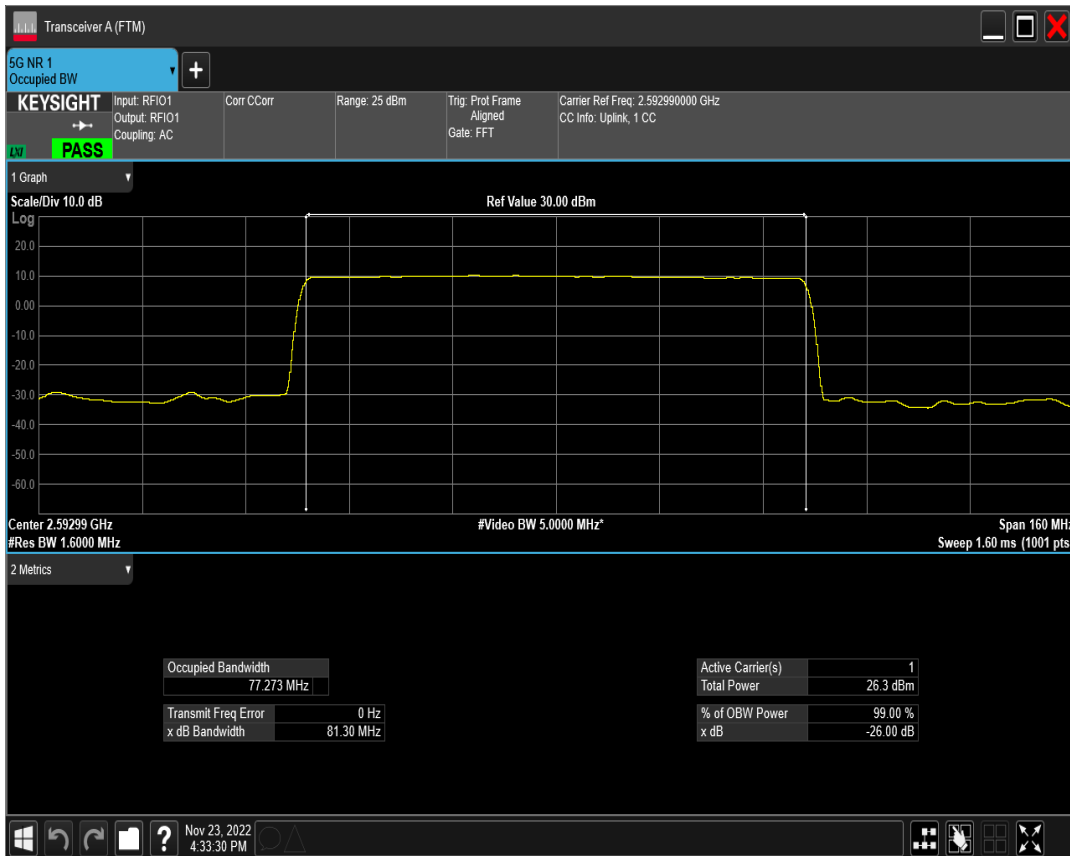 Transceiver A (FTM)
5G NR 1
Occupied BW
+
KEYSIGHT
LXI
PASS
Input: RFIO1
Output: RFIO1
Coupling: AC
Corr CCorr
Range: 25 dBm
Trig: Prot Frame
Aligned
Gate: FFT
Carrier Ref Freq: 2.592990000 GHz
CC Info: Uplink, 1 CC
1 Graph
Scale/Div 10.0 dB
Ref Value 30.00 dBm
Log
20.0
10.0
0.00
-10.0
-20.0
-30.0
-40.0
-50.0
-60.0
Center 2.59299 GHz
#Video BW 5.0000 MHz*
Span 160 MHz
#Res BW 1.6000 MHz
Sweep 1.60 ms (1001 pts
2 Metrics
Occupied Bandwidth
77.273 MHz
Transmit Freq Error 0 Hz
x dB Bandwidth 81.30 MHz
Active Carrier(s) 1
Total Power 26.3 dBm
% of OBW Power 99.00 %
x dB -26.00 dB
?
Nov 23, 2022
4:33:30 PM